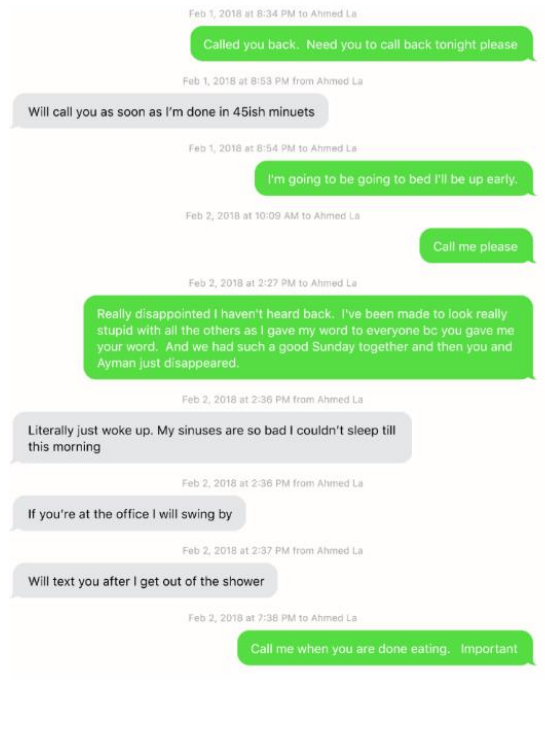 Feb 1, 2018 at 8:34 PM to Ahmed La
Called you back.  Need you to call back tonight please
Feb 1, 2018 at 8:53 PM from Ahmed La
Will call you as soon as I'm done in 45ish minuets
Feb 1, 2018 at 8:54 PM to Ahmed La
I'm going to be going to bed I'll be up early.
Feb 2, 2018 at 10:09 AM to Ahmed La
Call me please
Feb 2, 2018 at 2:27 PM to Ahmed La
Really disappointed I haven't heard back.  I've been made to look really
stupid with all the others as I gave my word to everyone bc you gave me
your word.  And we had such a good Sunday together and then you and
Ayman just disappeared.
Feb 2, 2018 at 2:36 PM from Ahmed La
Literally just woke up. My sinuses are so bad I couldn't sleep till
this morning
Feb 2, 2018 at 2:36 PM from Ahmed La
If you're at the office I will swing by
Feb 2, 2018 at 2:37 PM from Ahmed La
Will text you after I get out of the shower
Feb 2, 2018 at 7:38 PM to Ahmed La
Call me when you are done eating.   Important